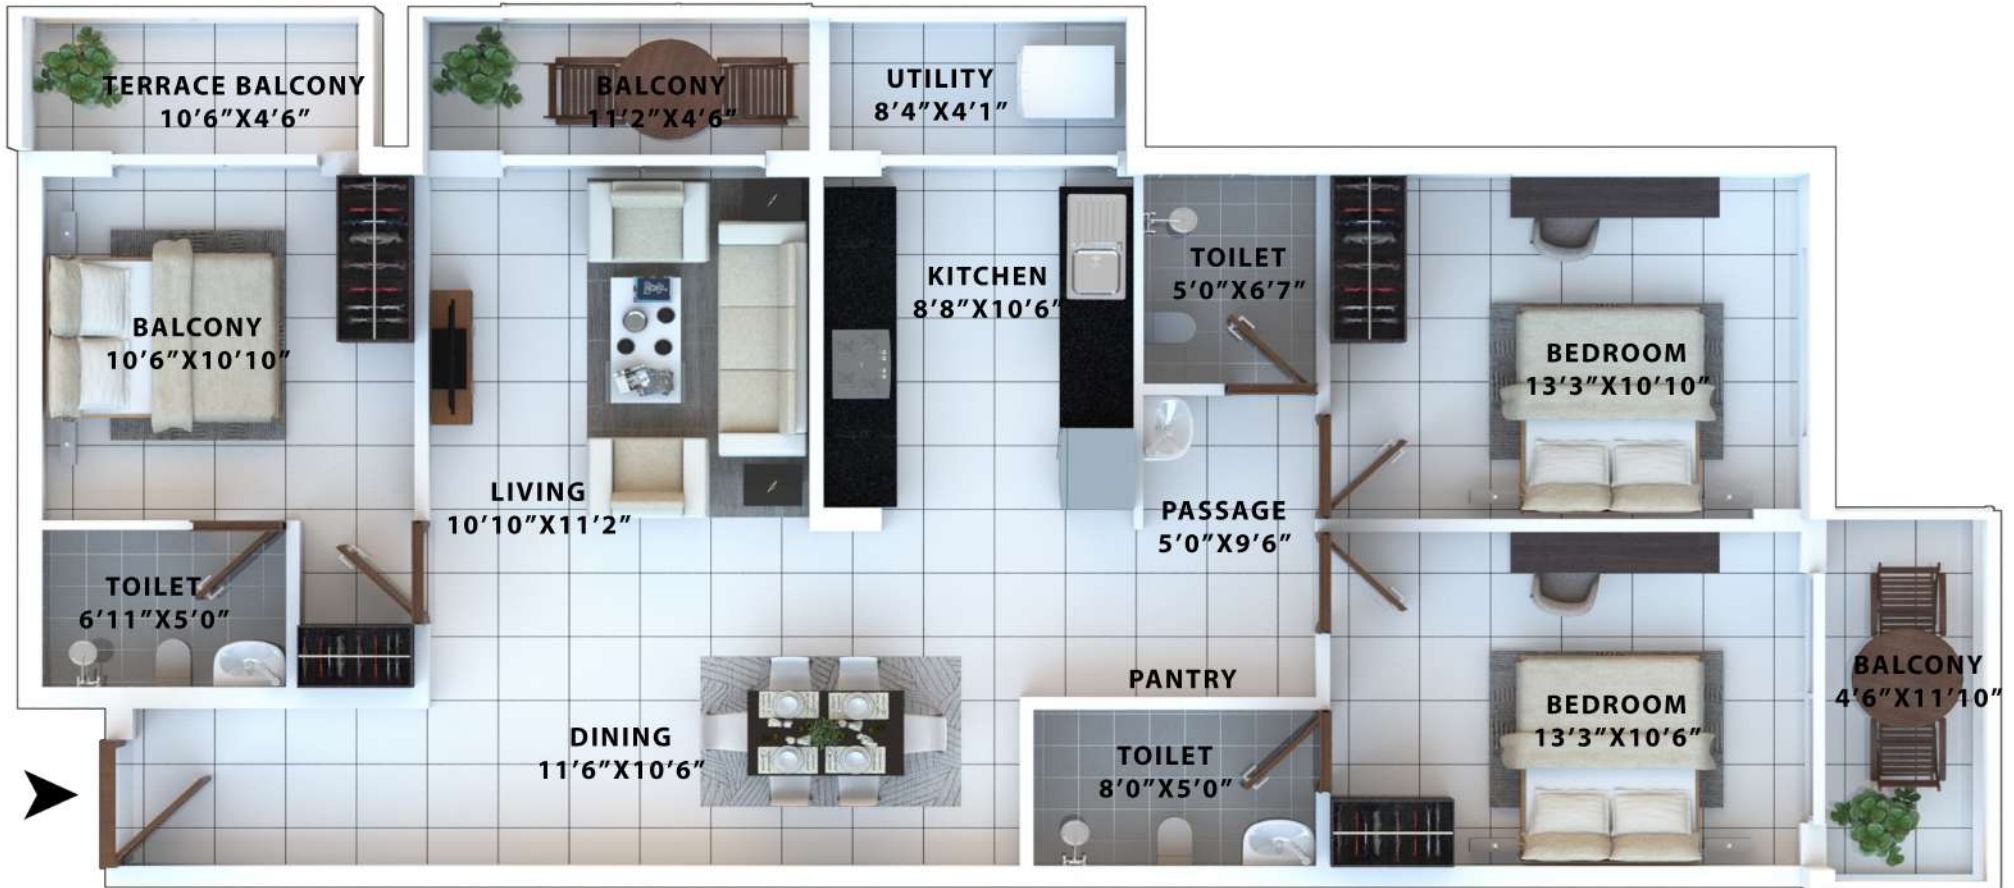 TERRACE BALCONY
10'6"X4'6"
BALCONY
11'2"X4'6"
UTILITY
8'4"X4'1"
BALCONY
10'6"X10'10"
LIVING
10'10"X11'2"
KITCHEN
8'8"X10'6"
TOILET
5'0"X6'7"
BEDROOM
13'3"X10'10"
PASSAGE
5'0"X9'6"
TOILET
6'11"X5'0"
DINING
11'6"X10'6"
PANTRY
TOILET
8'0"X5'0"
BEDROOM
13'3"X10'6"
BALCONY
4'6"X11'10"